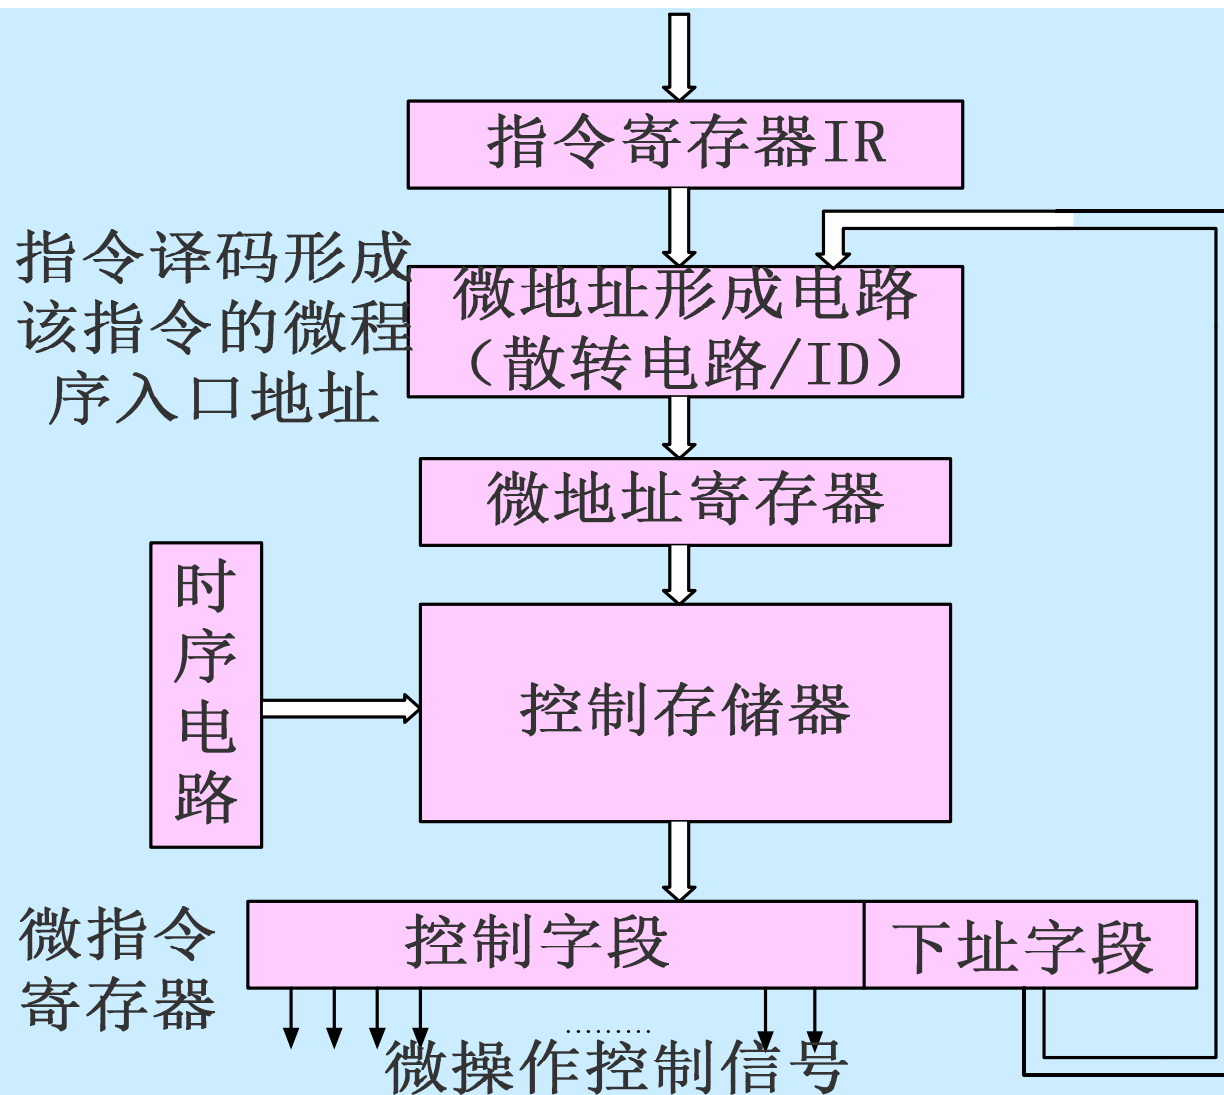 指令寄存器IR
指令译码形成
该指令的微程
序入口地址
微地址形成电路
（散转电路/ID）
微地址寄存器
时
序
电
路
控制存储器
微指令
寄存器
控制字段
下址字段
………
微操作控制信号